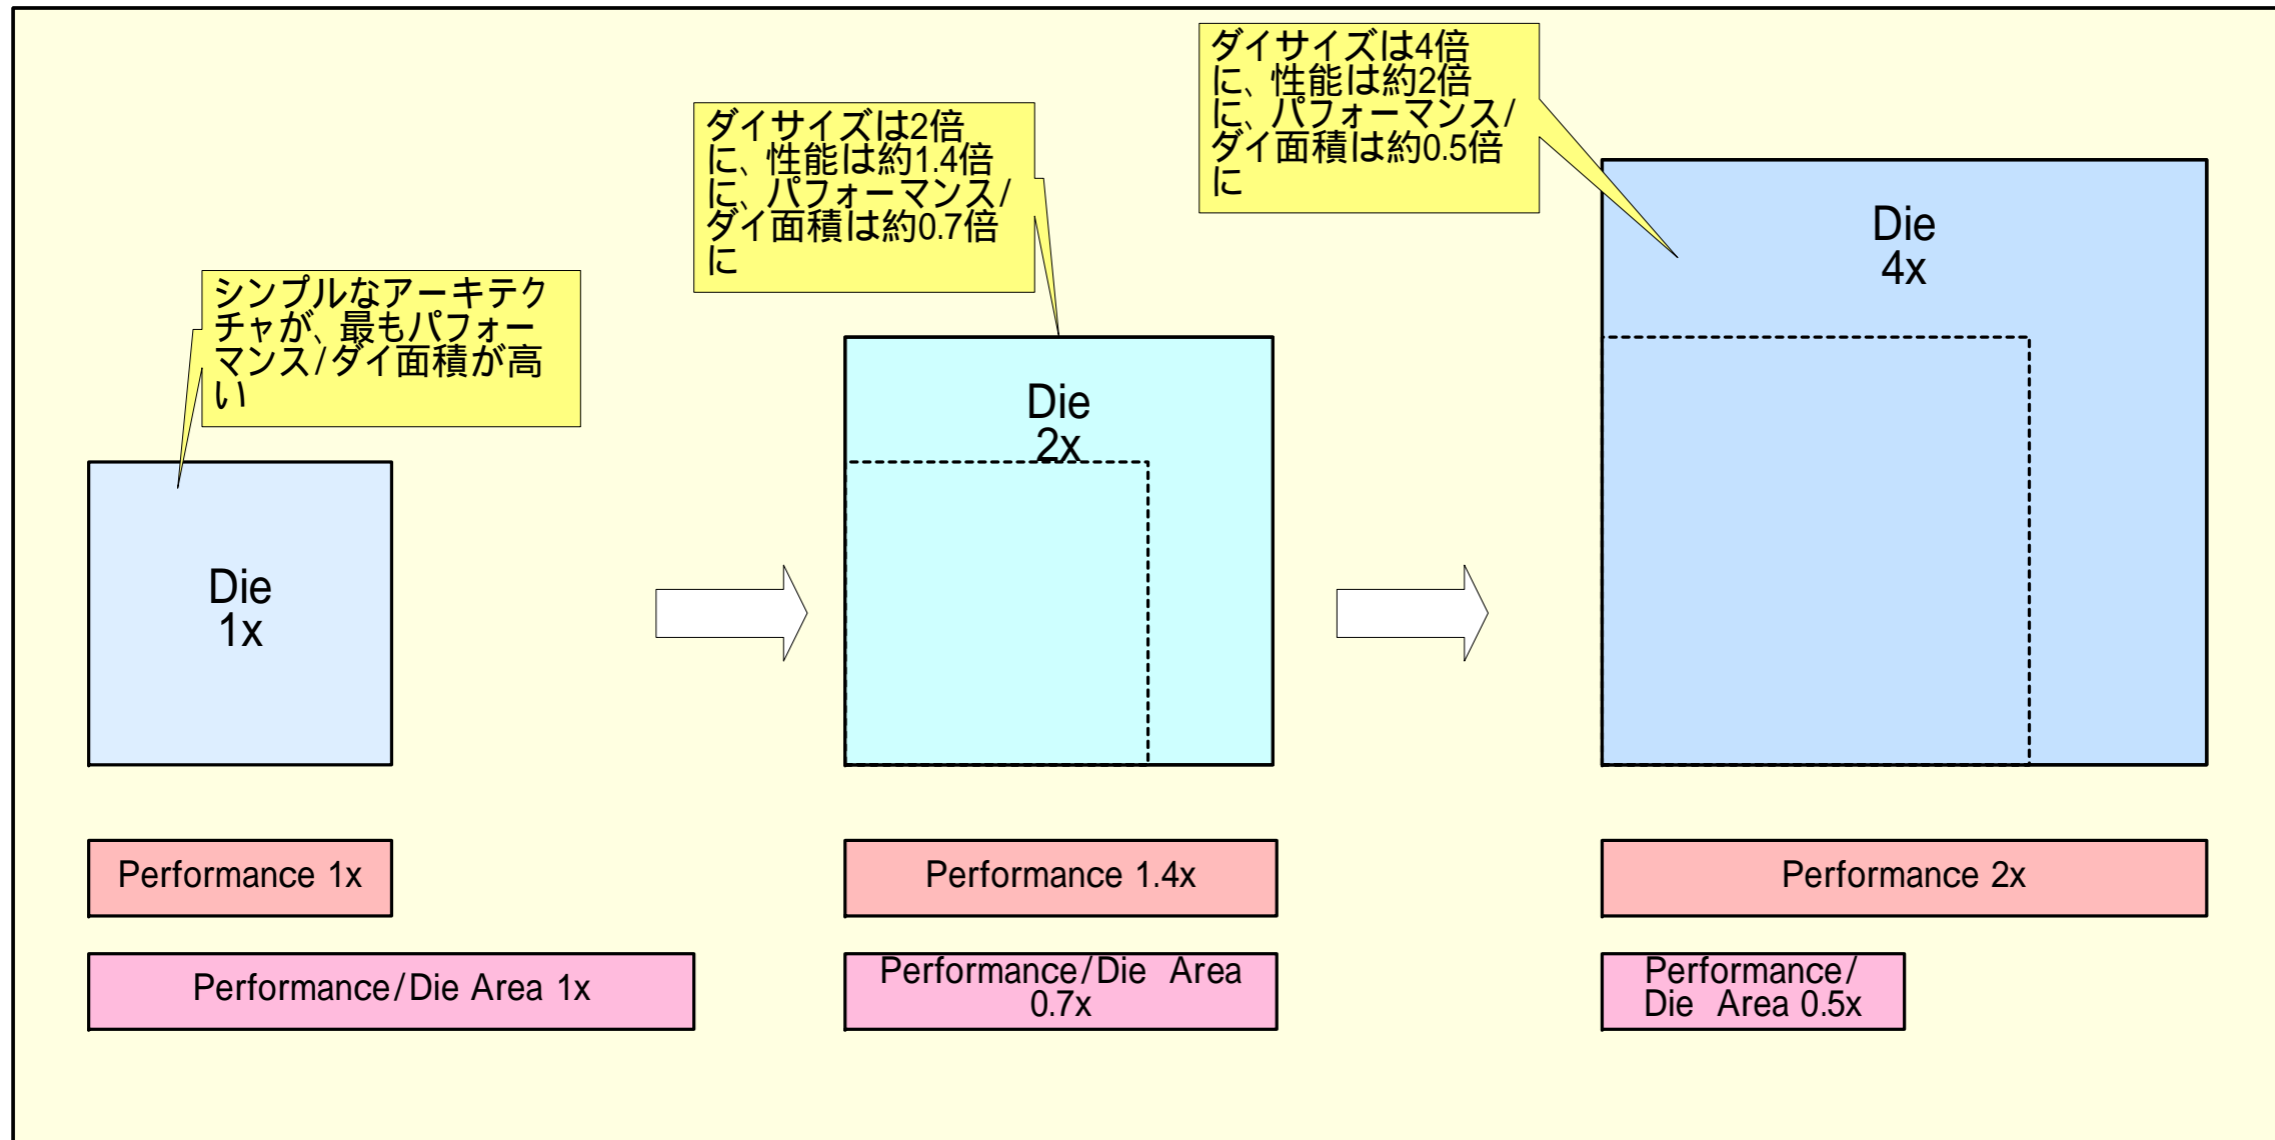 シンプルなアーキテク
チャが、最もパフォー
マンス/ダイ面積が高
い
Die
1x
Performance 1x
Performance/Die Area 1x
ダイサイズは2倍
に、性能は約1.4倍
に、パフォーマンス/
ダイ面積は約0.7倍
に
Die
2x
Performance 1.4x
Performance/Die Area
0.7x
ダイサイズは4倍
に、性能は約2倍
に、パフォーマンス/
ダイ面積は約0.5倍
に
Die
4x
Performance 2x
Performance/
Die Area 0.5x